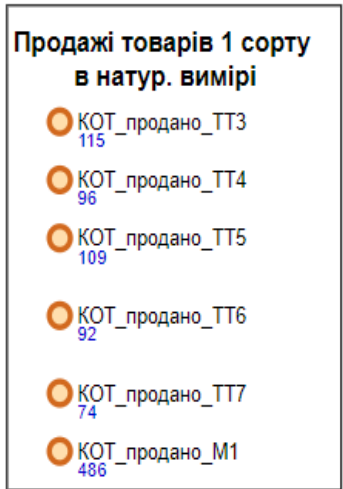 Продажі товарів 1 сорту
в натур. вимірі
КОТ_продано_ТТ3
115
КОТ_продано_ТТ4
96
КОТ_продано_ТТ5
109
КОТ_продано_ТТ6
92
КОТ_продано_ТТ7
74
КОТ_продано_М1
486